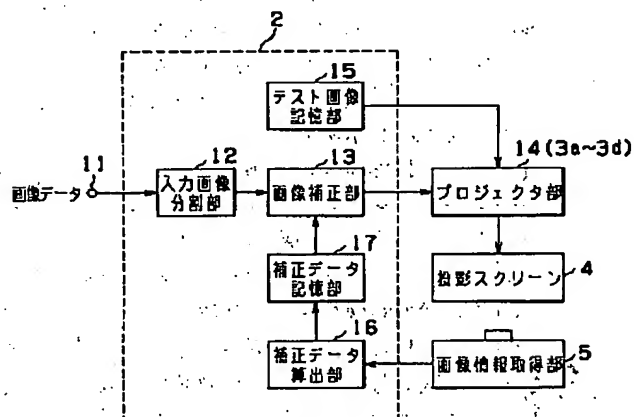 2
15
テスト画像
記憶部
14(3a~3d)
11
12
13
画像データ
入力画像
分割部
画像補正部
プロジェクタ部
17
補正データ
記憶部
4
投影スクリーン
16
補正データ
算出部
画像情報取得部
5